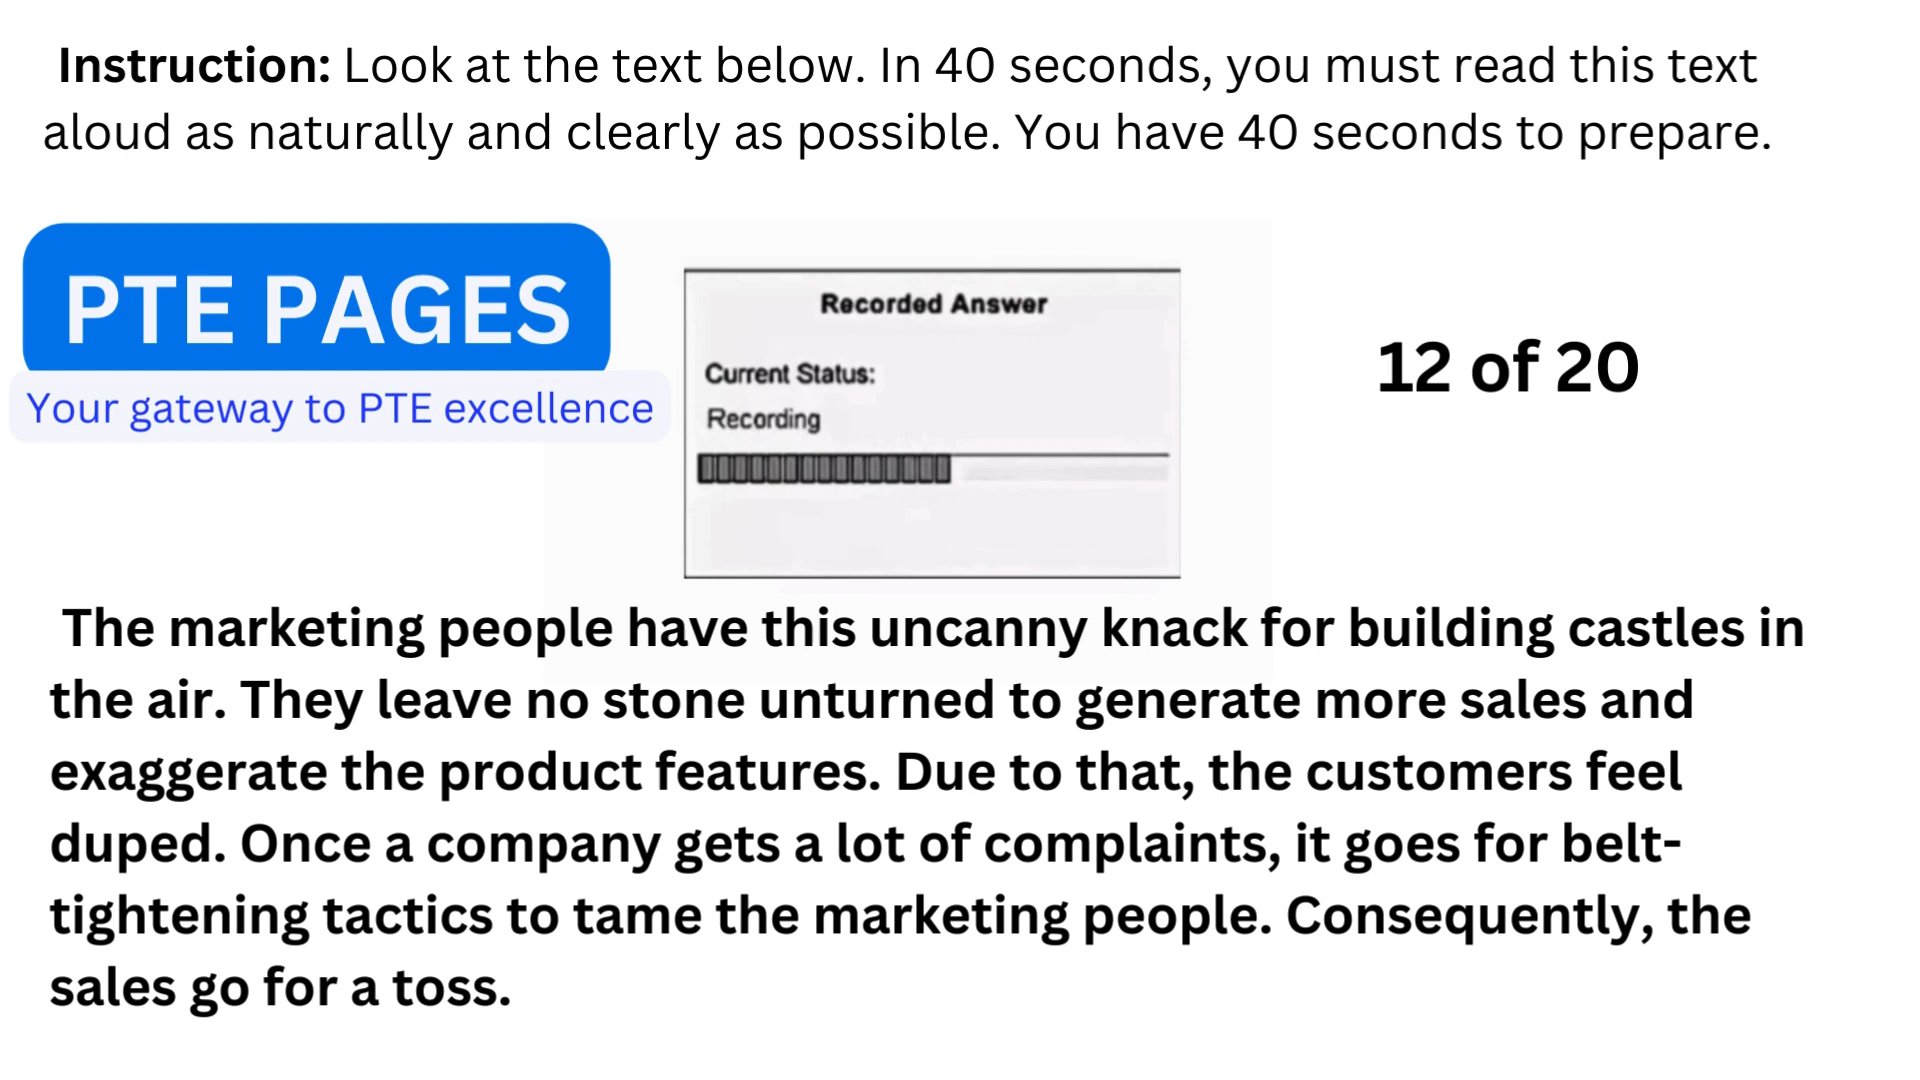 Instruction: Look at the text below. In 40 seconds, you must read this text
aloud as naturally and clearly as possible. You have 40 seconds to prepare.
PTE PAGES
Your gateway to PTE excellence
Recorded Answer
Current Status:
Recording
12 of 20
The marketing people have this uncanny knack for building castles in
the air. They leave no stone unturned to generate more sales and
exaggerate the product features. Due to that, the customers feel
duped. Once a company gets a lot of complaints, it goes for belt-
tightening tactics to tame the marketing people. Consequently, the
sales go for a toss.